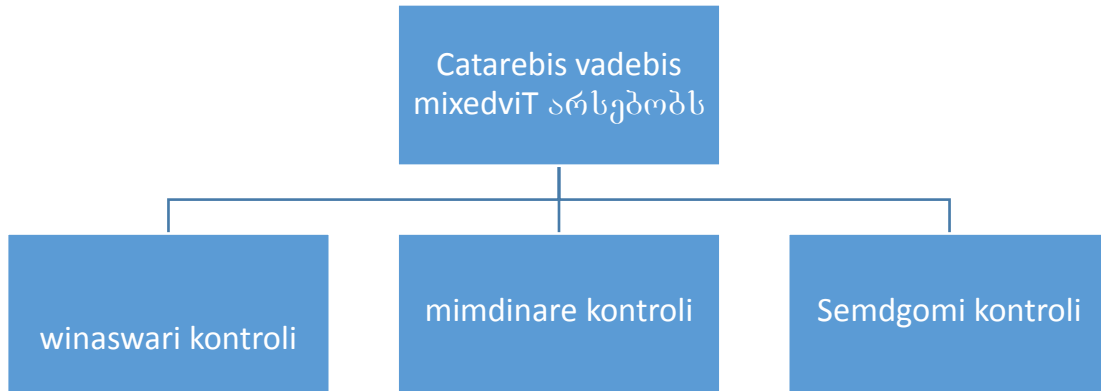 Catarebis vadebis
mixedviT არსებობს
winaswari kontroli
mimdinare kontroli
Semdgomi kontroli